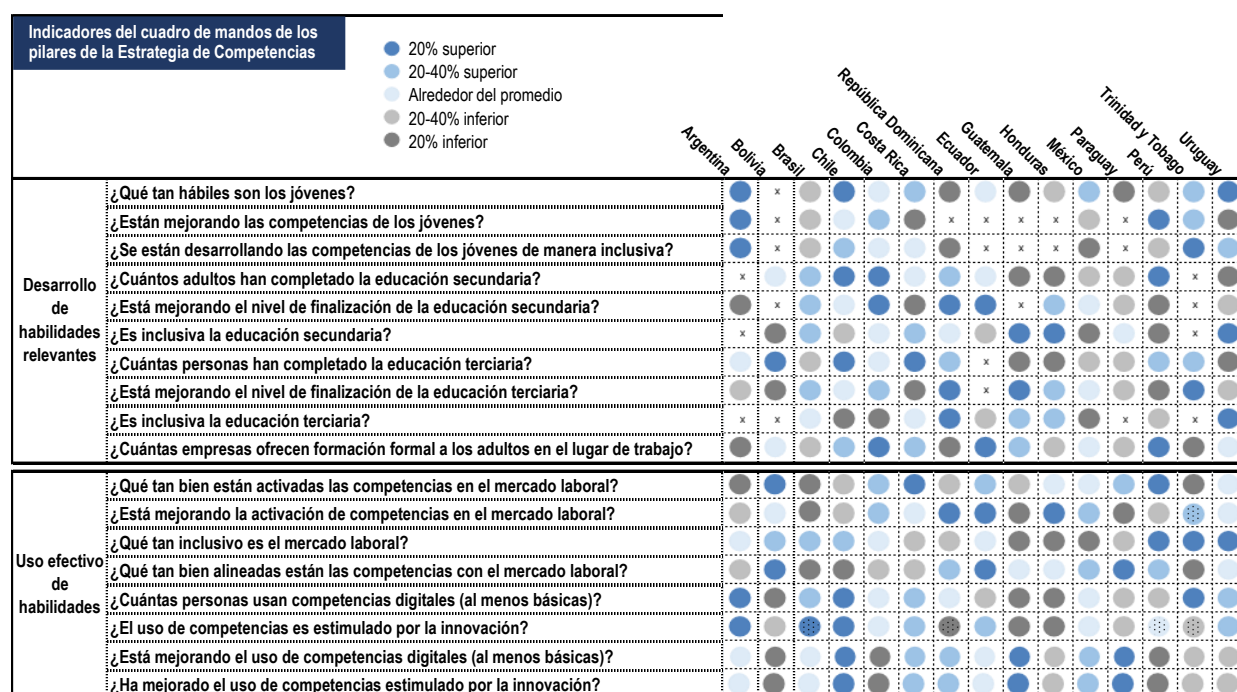 Indicadores del cuadro de mandos de los
pilares de la Estrategia de Competencias
20% superior
20-40% superior
Alrededor del promedio
20-40% inferior
20% inferior
Argentina
Bolivia
Brasil
Chile
Colombia
Costa Rica
República Dominicana
Ecuador
Guatemala
Honduras
México
Paraguay
Perú
Trinidad y Tobago
Uruguay
Desarrollo
de
habilidades
relevantes
¿Qué tan hábiles son los jóvenes?
x
¿Están mejorando las competencias de los jóvenes?
x x x x x x
¿Se están desarrollando las competencias de los jóvenes de manera inclusiva?
x x x x x
¿Cuántos adultos han completado la educación secundaria?
x x
¿Está mejorando el nivel de finalización de la educación secundaria?
x x
¿Es inclusiva la educación secundaria?
x x
¿Cuántas personas han completado la educación terciaria?
x
¿Está mejorando el nivel de finalización de la educación terciaria?
x
¿Es inclusiva la educación terciaria?
x x x x
¿Cuántas empresas ofrecen formación formal a los adultos en el lugar de trabajo?
Uso efectivo
de
habilidades
¿Qué tan bien están activadas las competencias en el mercado laboral?
¿Está mejorando la activación de competencias en el mercado laboral?
¿Qué tan inclusivo es el mercado laboral?
¿Qué tan bien alineadas están las competencias con el mercado laboral?
¿Cuántas personas usan competencias digitales (al menos básicas)?
¿El uso de competencias es estimulado por la innovación?
¿Está mejorando el uso de competencias digitales (al menos básicas)?
¿Ha mejorado el uso de competencias estimulado por la innovación?